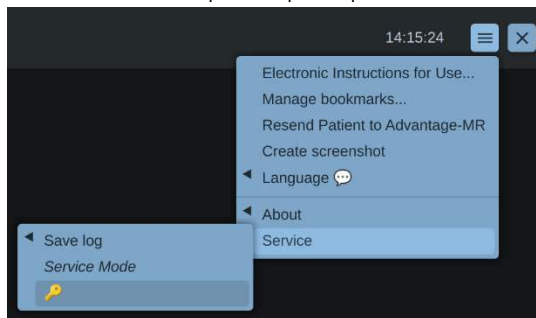 14:15:24
Electronic Instructions for Use...
Manage bookmarks...
Resend Patient to Advantage-MR
Create screenshot
Language 💬
About
Service
Save log
Service Mode
🔑